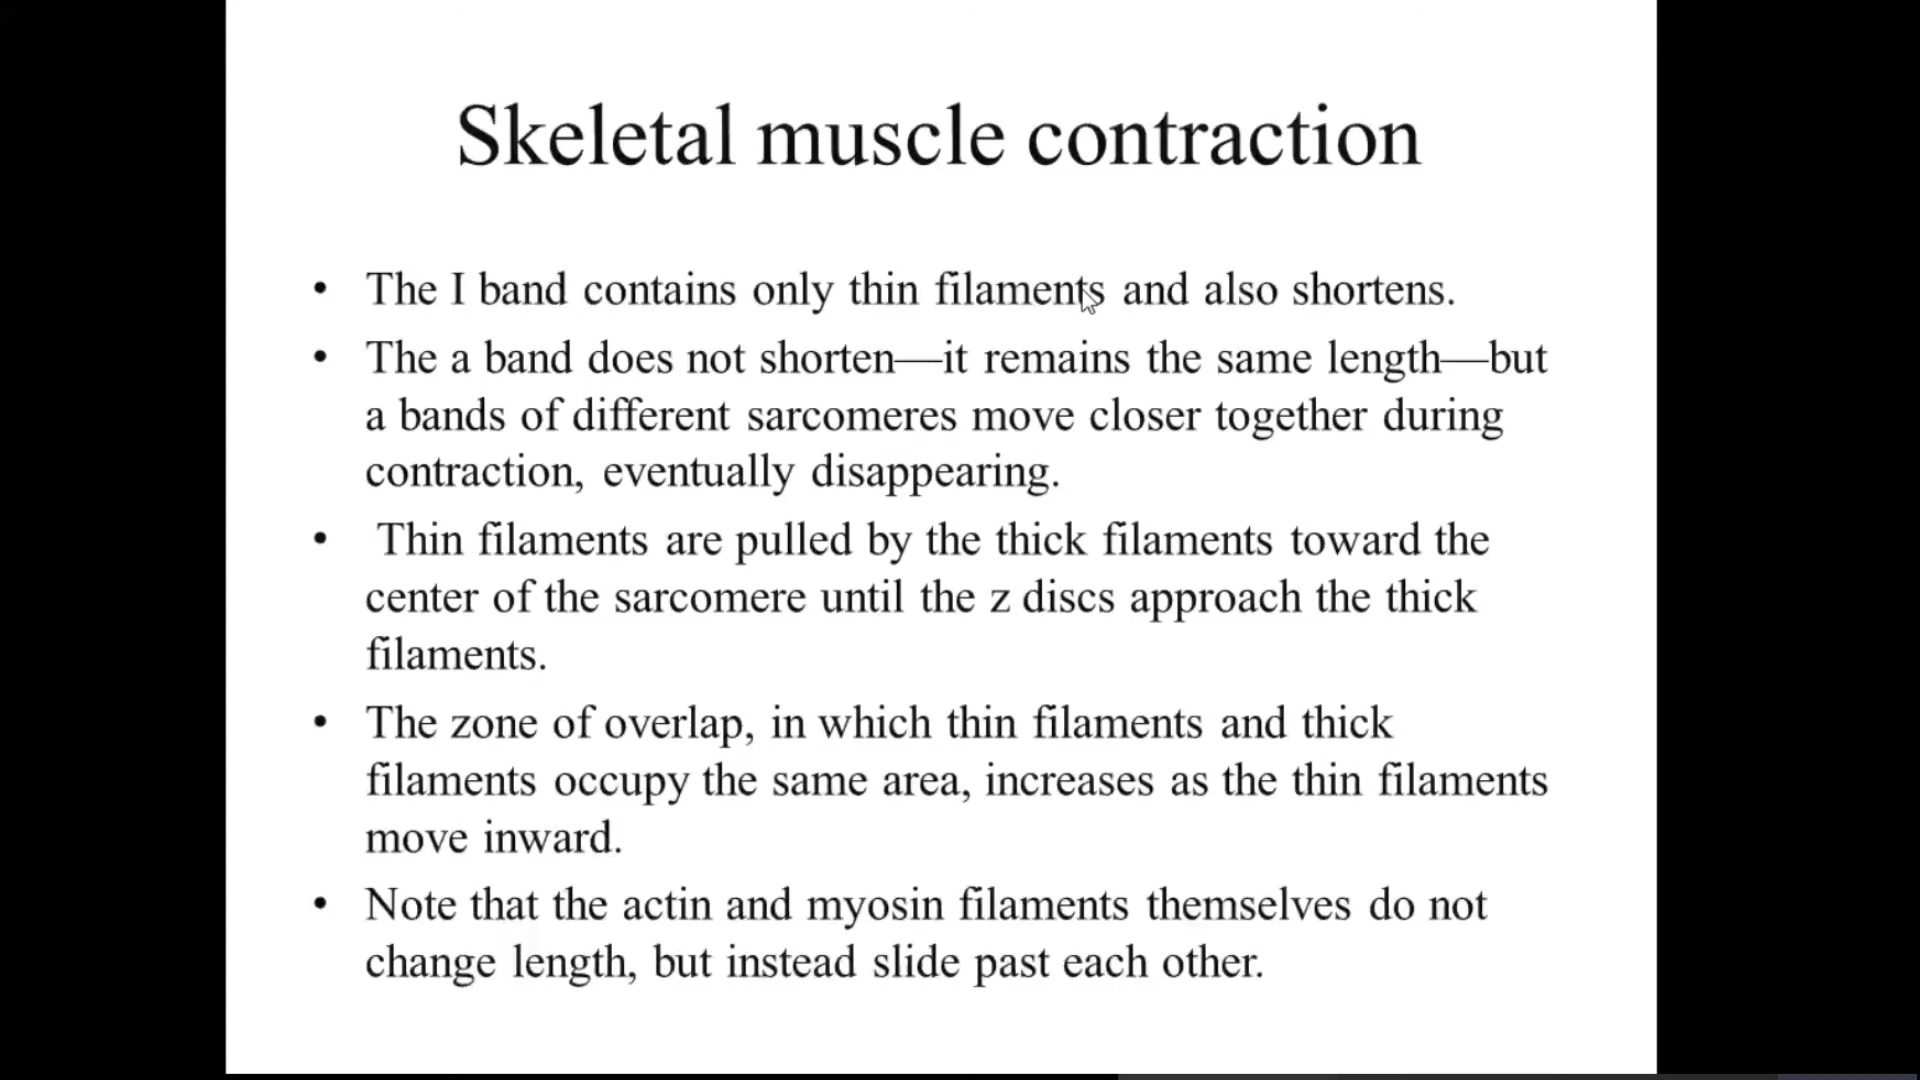 Skeletal muscle contraction
• The I band contains only thin filaments and also shortens.
• The a band does not shorten—it remains the same length—but
a bands of different sarcomeres move closer together during
contraction, eventually disappearing.
• Thin filaments are pulled by the thick filaments toward the
center of the sarcomere until the z discs approach the thick
filaments.
• The zone of overlap, in which thin filaments and thick
filaments occupy the same area, increases as the thin filaments
move inward.
• Note that the actin and myosin filaments themselves do not
change length, but instead slide past each other.